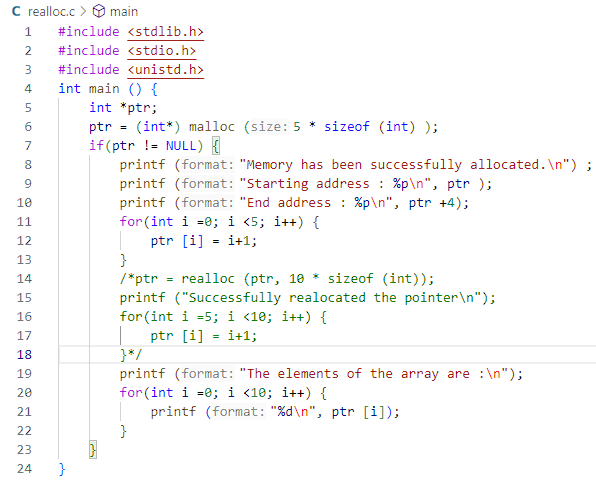 C realloc.c > main
1 #include <stdlib.h>
2 #include <stdio.h>
3 #include <unistd.h>
4 int main () {
5     int *ptr;
6     ptr = (int*) malloc (size: 5 * sizeof (int) );
7     if(ptr != NULL) {
8         printf (format: "Memory has been successfully allocated.\n") ;
9         printf (format: "Starting address : %p\n", ptr );
10         printf (format: "End address : %p\n", ptr +4);
11         for(int i =0; i <5; i++) {
12             ptr [i] = i+1;
13         }
14         /*ptr = realloc (ptr, 10 * sizeof (int));
15         printf ("Successfully realocated the pointer\n");
16         for(int i =5; i <10; i++) {
17             ptr [i] = i+1;
18         }*/
19         printf (format: "The elements of the array are :\n");
20         for(int i =0; i <10; i++) {
21             printf (format: "%d\n", ptr [i]);
22         }
23     }
24 }